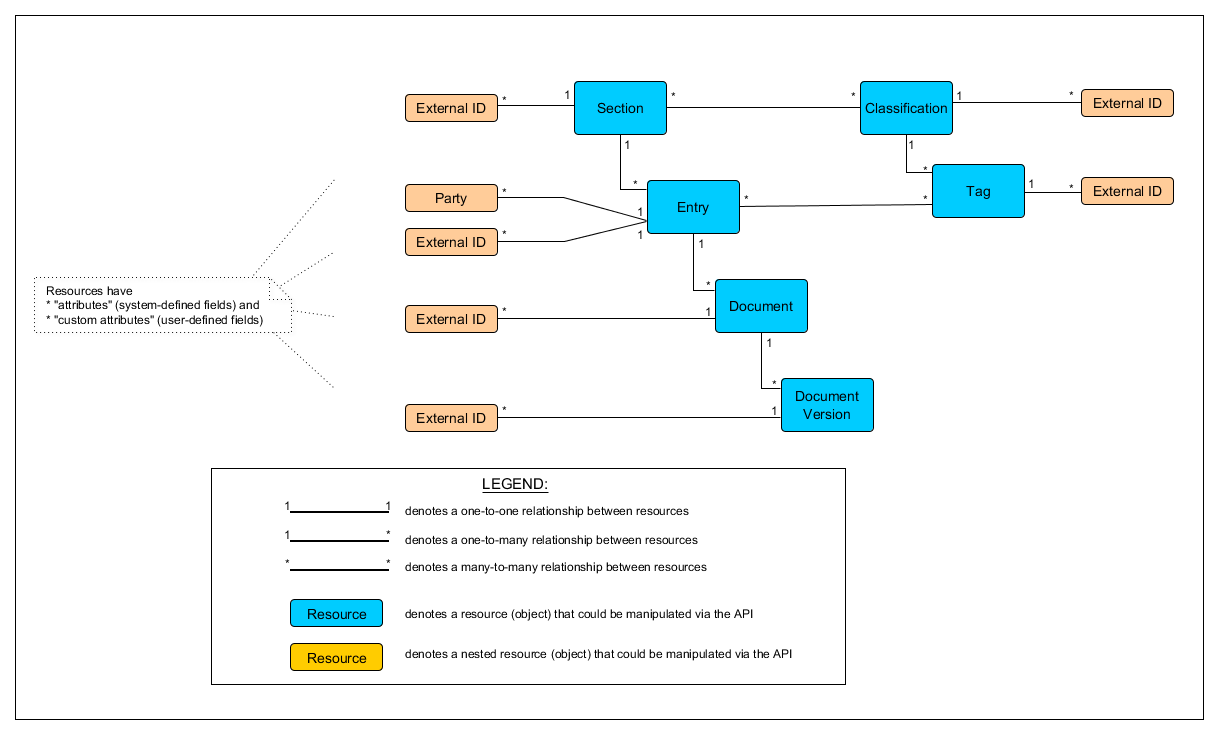 External ID
*
1
Section
*
*
Classification
1
*
External ID
1
*
1
*
Party
*
1
Entry
*
*
Tag
1
*
External ID
External ID
*
1
1
*
Resources have
* "attributes" (system-defined fields) and
* "custom attributes" (user-defined fields)
External ID
*
1
Document
1
*
External ID
*
1
Document
Version
LEGEND:
1 1 denotes a one-to-one relationship between resources
1 * denotes a one-to-many relationship between resources
* * denotes a many-to-many relationship between resources
Resource denotes a resource (object) that could be manipulated via the API
Resource denotes a nested resource (object) that could be manipulated via the API